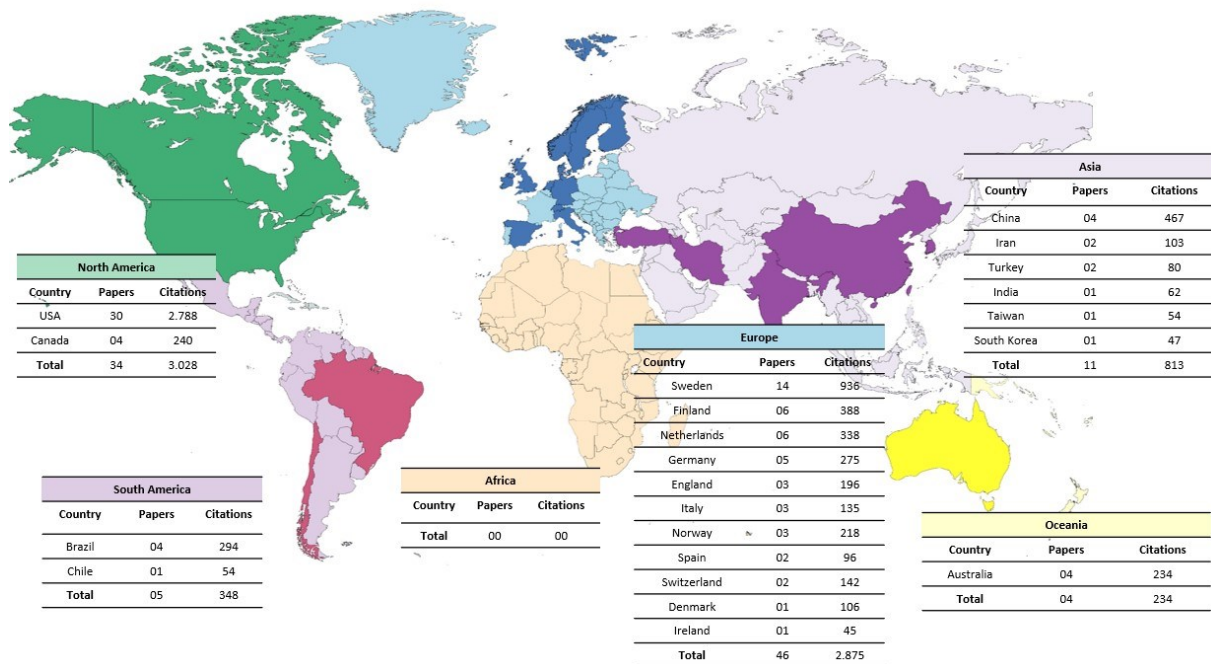 North America
Country Papers Citations
USA 30 2.788
Canada 04 240
Total 34 3.028
South America
Country Papers Citations
Brazil 04 294
Chile 01 54
Total 05 348
Africa
Country Papers Citations
Total 00 00
Europe
Country Papers Citations
Sweden 14 936
Finland 06 388
Netherlands 06 338
Germany 05 275
England 03 196
Italy 03 135
Norway 03 218
Spain 02 96
Switzerland 02 142
Denmark 01 106
Ireland 01 45
Total 46 2.875
Asia
Country Papers Citations
China 04 467
Iran 02 103
Turkey 02 80
India 01 62
Taiwan 01 54
South Korea 01 47
Total 11 813
Oceania
Country Papers Citations
Australia 04 234
Total 04 234